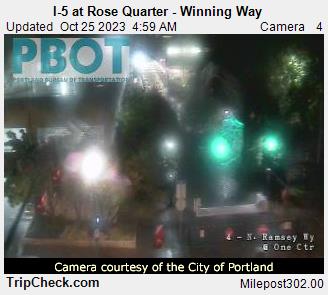 I-5 at Rose Quarter - Winning Way
Updated Oct 25 2023 4:59 AM Camera 4
PBOT
PORTLAND BUREAU OF TRANSPORTATION
4 - N. Ramsey Wy
@ One Ctr
Camera courtesy of the City of Portland
TripCheck.com Milepost302.00